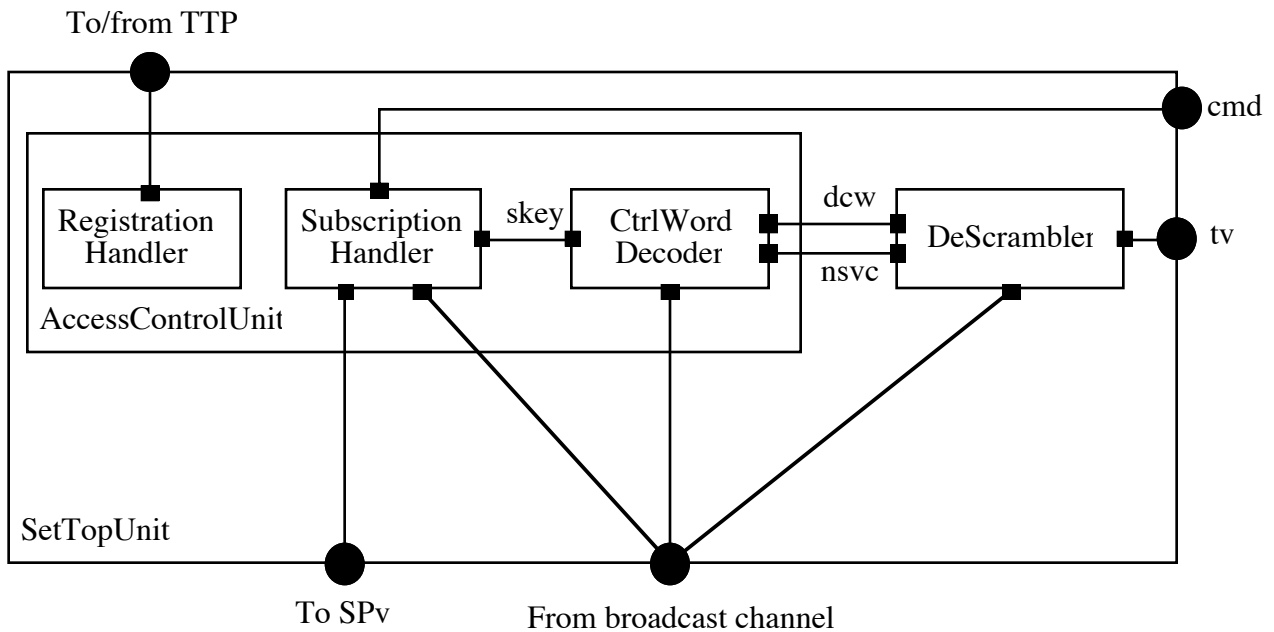 To/from TTP
cmd
Registration
Handler
Subscription
Handler
skey
CtrlWord
Decoder
dcw
nsvc
DeScrambler
tv
AccessControlUnit
SetTopUnit
To SPv
From broadcast channel